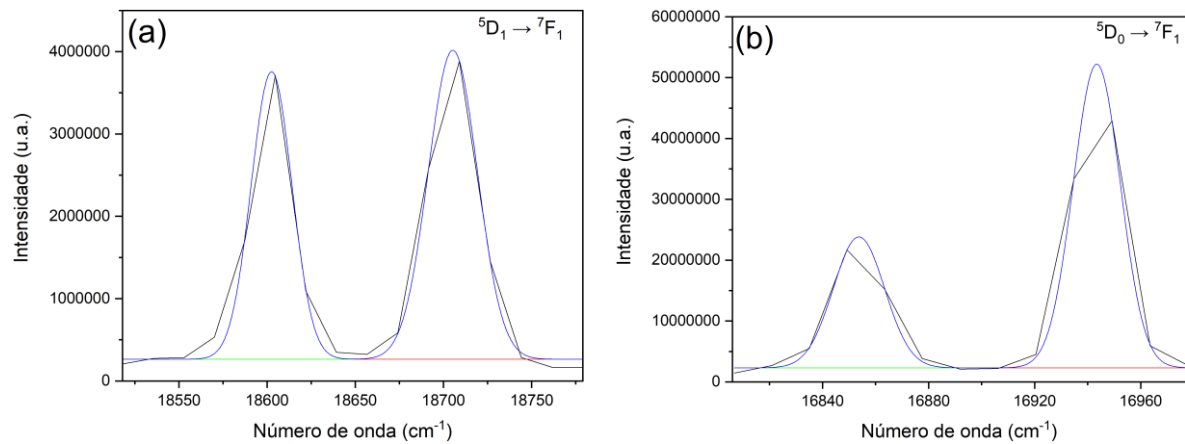 (a)
⁵D₁ → ⁷F₁
4000000
3000000
2000000
1000000
0
Intensidade (u.a.)
18550 18600 18650 18700 18750
Número de onda (cm⁻¹)
(b)
⁵D₀ → ⁷F₁
60000000
50000000
40000000
30000000
20000000
10000000
0
Intensidade (u.a.)
16840 16880 16920 16960
Número de onda (cm⁻¹)